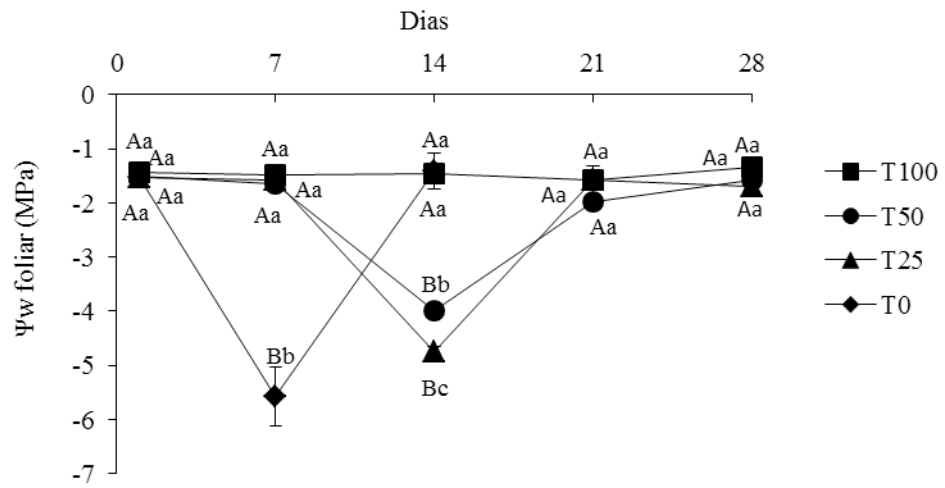 Dias
0 7 14 21 28
0
-1
-2
-3
-4
-5
-6
-7
Ψw foliar (MPa)
Aa
Aa
Aa
Aa
Aa
Aa
Aa
Bb
Aa
Aa
Bb
Bc
Aa
Aa
Aa
Aa
Aa
Aa
T100
T50
T25
T0